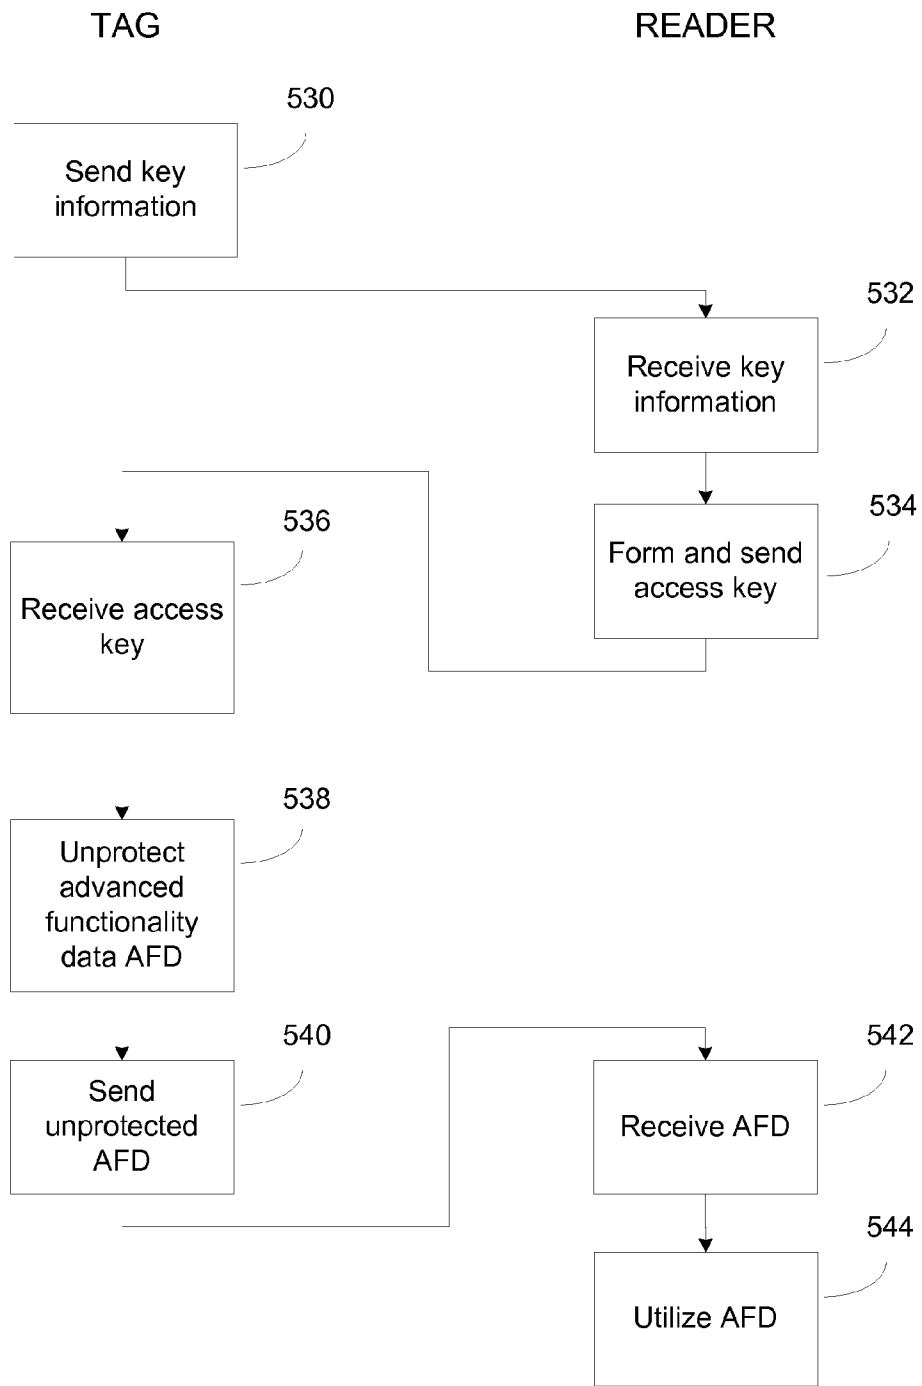 TAG
READER
530
Send key
information
532
Receive key
information
534
Form and send
access key
536
Receive access
key
538
Unprotect
advanced
functionality
data AFD
540
Send
unprotected
AFD
542
Receive AFD
544
Utilize AFD